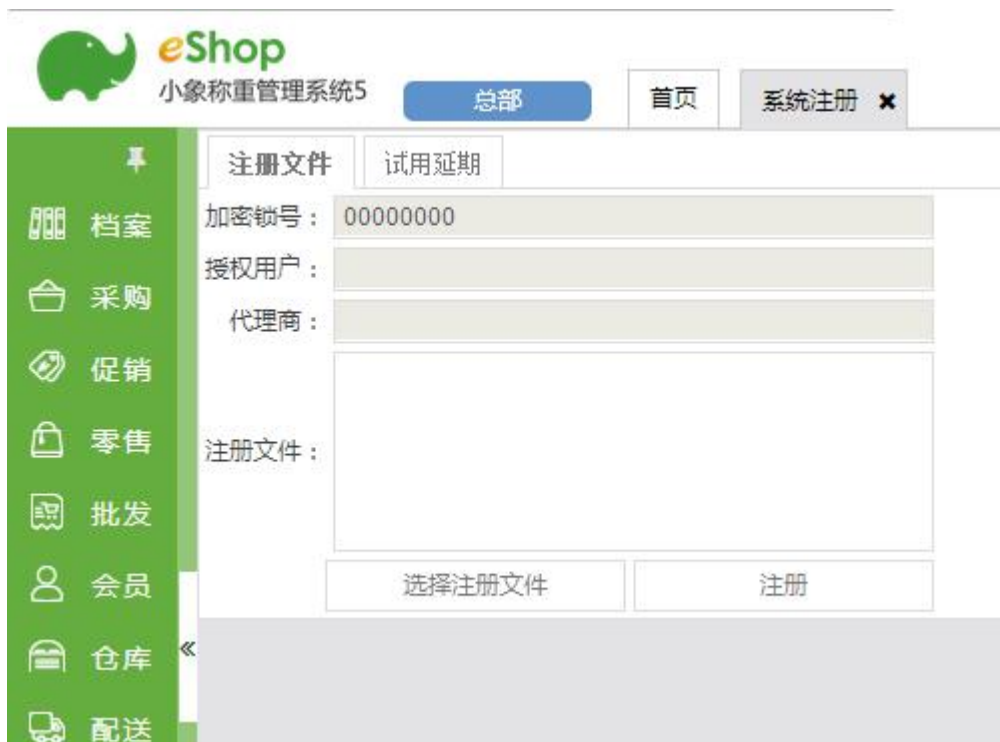 eShop
小象称重管理系统5
总部
首页
系统注册 ✖
注册文件
试用延期
档案
采购
促销
零售
批发
会员
仓库
配送
加密锁号： 00000000
授权用户：
代理商：
注册文件：
选择注册文件
注册
«